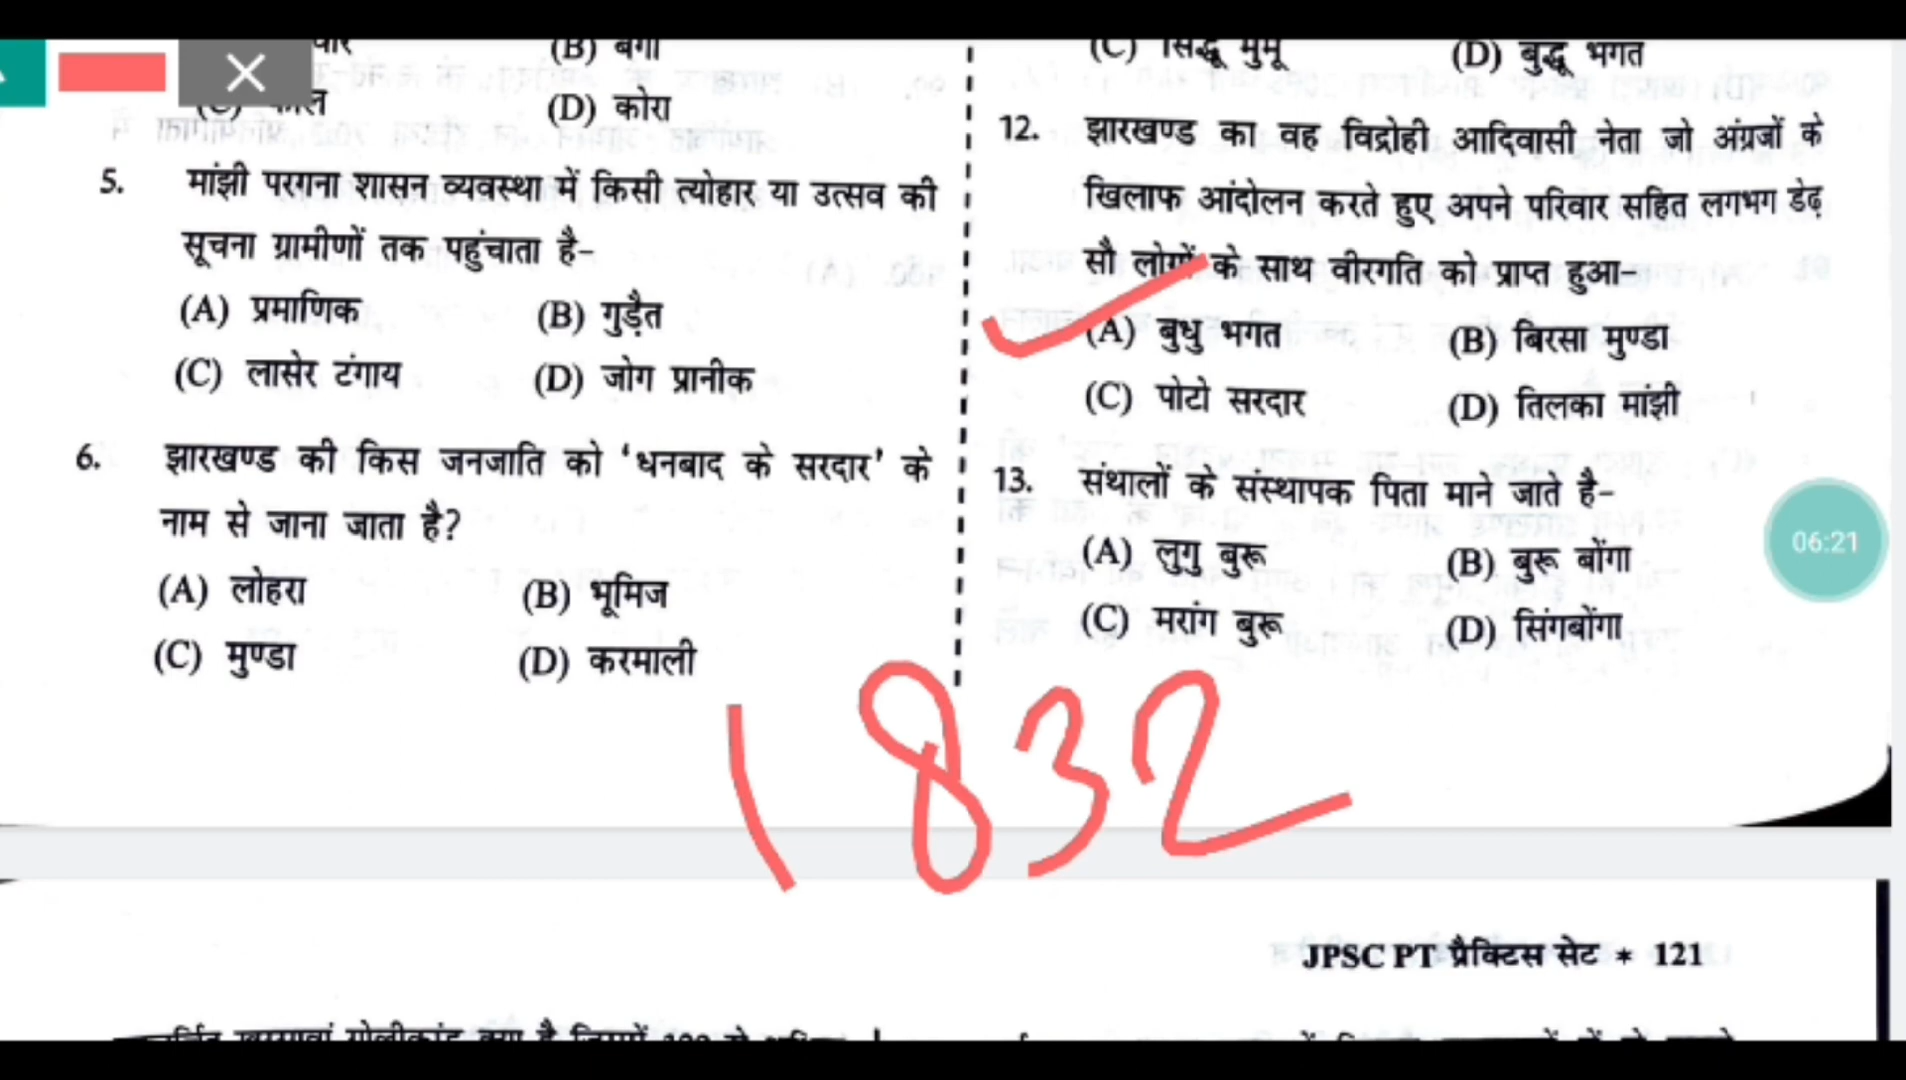 (B) बेगा
(D) कोरा
5. मांझी परगना शासन व्यवस्था में किसी त्योहार या उत्सव की
सूचना ग्रामीणों तक पहुंचाता है-
(A) प्रमाणिक (B) गुड़ैत
(C) लासेर टंगाय (D) जोग प्रानीक
6. झारखण्ड की किस जनजाति को ‘धनबाद के सरदार’ के
नाम से जाना जाता है?
(A) लोहरा (B) भूमिज
(C) मुण्डा (D) करमाली
(C) सिद्धू मुर्मू (D) बुद्धू भगत
12. झारखण्ड का वह विद्रोही आदिवासी नेता जो अंग्रजों के
खिलाफ आंदोलन करते हुए अपने परिवार सहित लगभग डेढ़
सौ लोगों के साथ वीरगति को प्राप्त हुआ-
(A) बुधु भगत (B) बिरसा मुण्डा
(C) पोटो सरदार (D) तिलका मांझी
13. संथालों के संस्थापक पिता माने जाते है-
(A) लुगु बुरू (B) बुरू बोंगा
(C) मरांग बुरू (D) सिंगबोंगा
06:21
1832
JPSC PT प्रैक्टिस सेट * 121